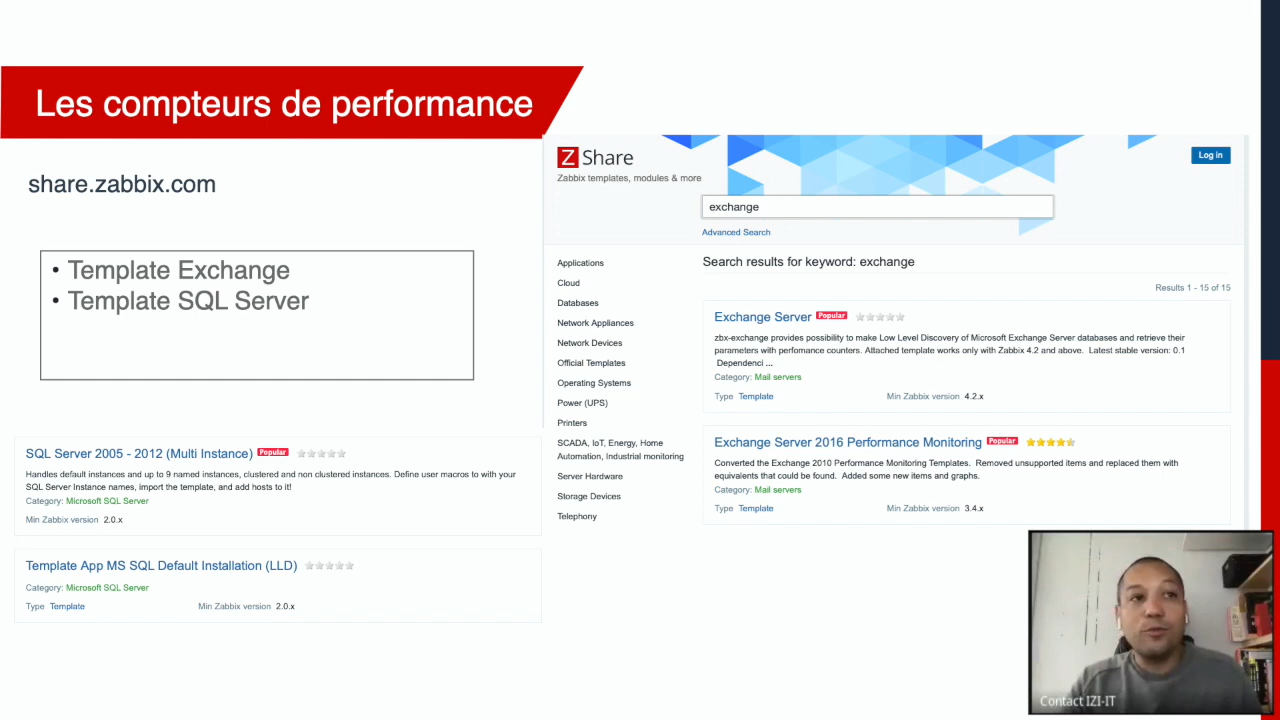 Les compteurs de performance
share.zabbix.com
• Template Exchange
• Template SQL Server
SQL Server 2005 - 2012 (Multi Instance) Popular
Handles default instances and up to 9 named instances, clustered and non clustered instances. Define user macros to with your
SQL Server Instance names, import the template, and add hosts to it!
Category: Microsoft SQL Server
Min Zabbix version 2.0.x
Template App MS SQL Default Installation (LLD)
Category: Microsoft SQL Server
Type Template Min Zabbix version 2.0.x
Z Share
Zabbix templates, modules & more
Log in
exchange
Advanced Search
Applications
Cloud
Databases
Network Appliances
Network Devices
Official Templates
Operating Systems
Power (UPS)
Printers
SCADA, IoT, Energy, Home
Automation, Industrial monitoring
Server Hardware
Storage Devices
Telephony
Search results for keyword: exchange
Results 1 - 15 of 15
Exchange Server Popular
zbx-exchange provides possibility to make Low Level Discovery of Microsoft Exchange Server databases and retrieve their
parameters with perfomance counters. Attached template works only with Zabbix 4.2 and above. Latest stable version: 0.1
Dependenci ...
Category: Mail servers
Type Template Min Zabbix version 4.2.x
Exchange Server 2016 Performance Monitoring Popular
Converted the Exchange 2010 Performance Monitoring Templates. Removed unsupported items and replaced them with
equivalents that could be found. Added some new items and graphs.
Category: Mail servers
Type Template Min Zabbix version 3.4.x
Contact IZI-IT